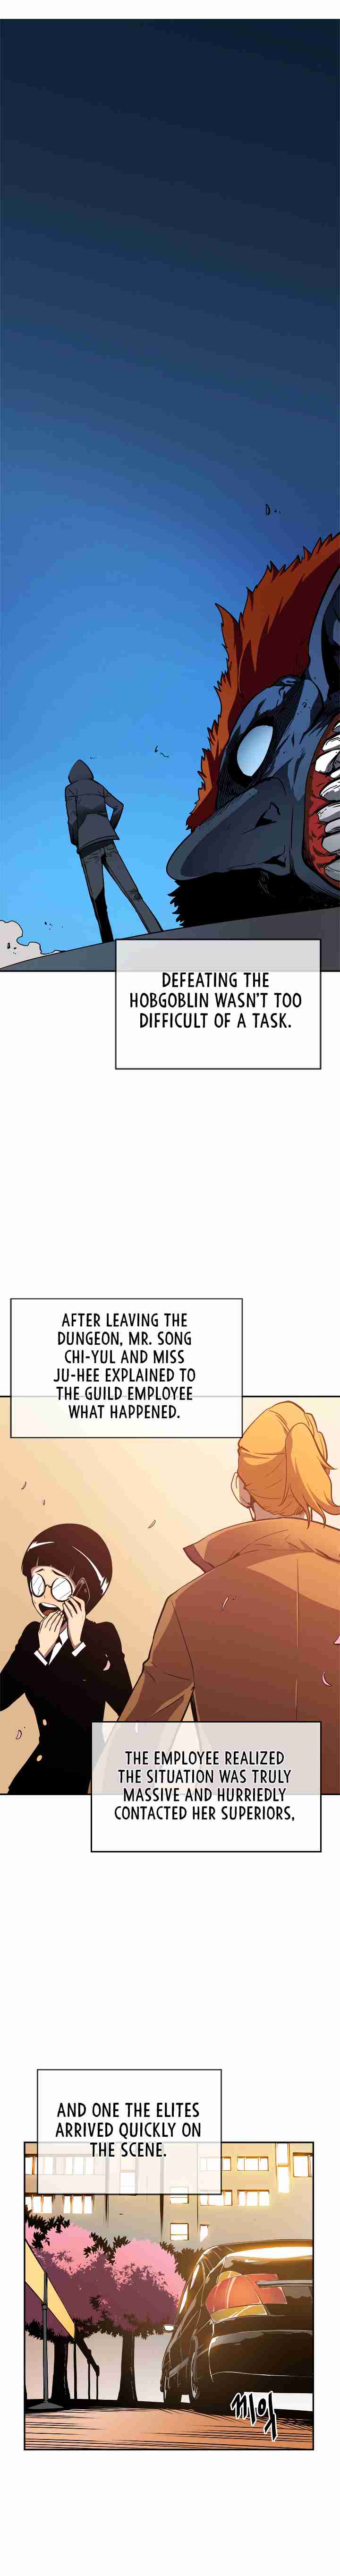 DEFEATING THE
HOBGOBLIN WASN'T TOO
DIFFICULT OF A TASK.
AFTER LEAVING THE
DUNGEON, MR. SONG
CHI-YUL AND MISS
JU-HEE EXPLAINED TO
THE GUILD EMPLOYEE
WHAT HAPPENED.
THE EMPLOYEE REALIZED
THE SITUATION WAS TRULY
MASSIVE AND HURRIEDLY
CONTACTED HER SUPERIORS,
AND ONE THE ELITES
ARRIVED QUICKLY ON
THE SCENE.